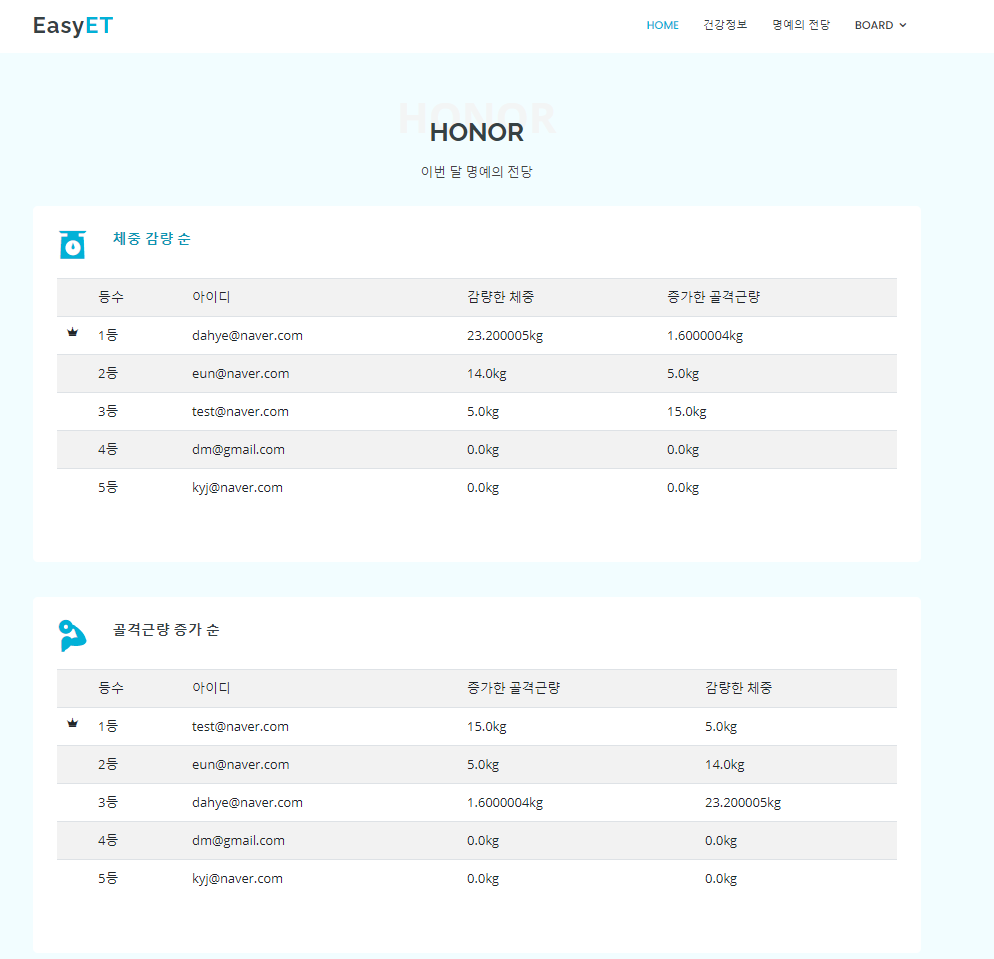 EasyET HOME 건강정보 명예의 전당 BOARD
HONOR
HONOR
이번 달 명예의 전당
체중 감량 순
등수 아이디 감량한 체중 증가한 골격근량
1등 dahye@naver.com 23.200005kg 1.6000004kg
2등 eun@naver.com 14.0kg 5.0kg
3등 test@naver.com 5.0kg 15.0kg
4등 dm@gmail.com 0.0kg 0.0kg
5등 kyj@naver.com 0.0kg 0.0kg
골격근량 증가 순
등수 아이디 증가한 골격근량 감량한 체중
1등 test@naver.com 15.0kg 5.0kg
2등 eun@naver.com 5.0kg 14.0kg
3등 dahye@naver.com 1.6000004kg 23.200005kg
4등 dm@gmail.com 0.0kg 0.0kg
5등 kyj@naver.com 0.0kg 0.0kg